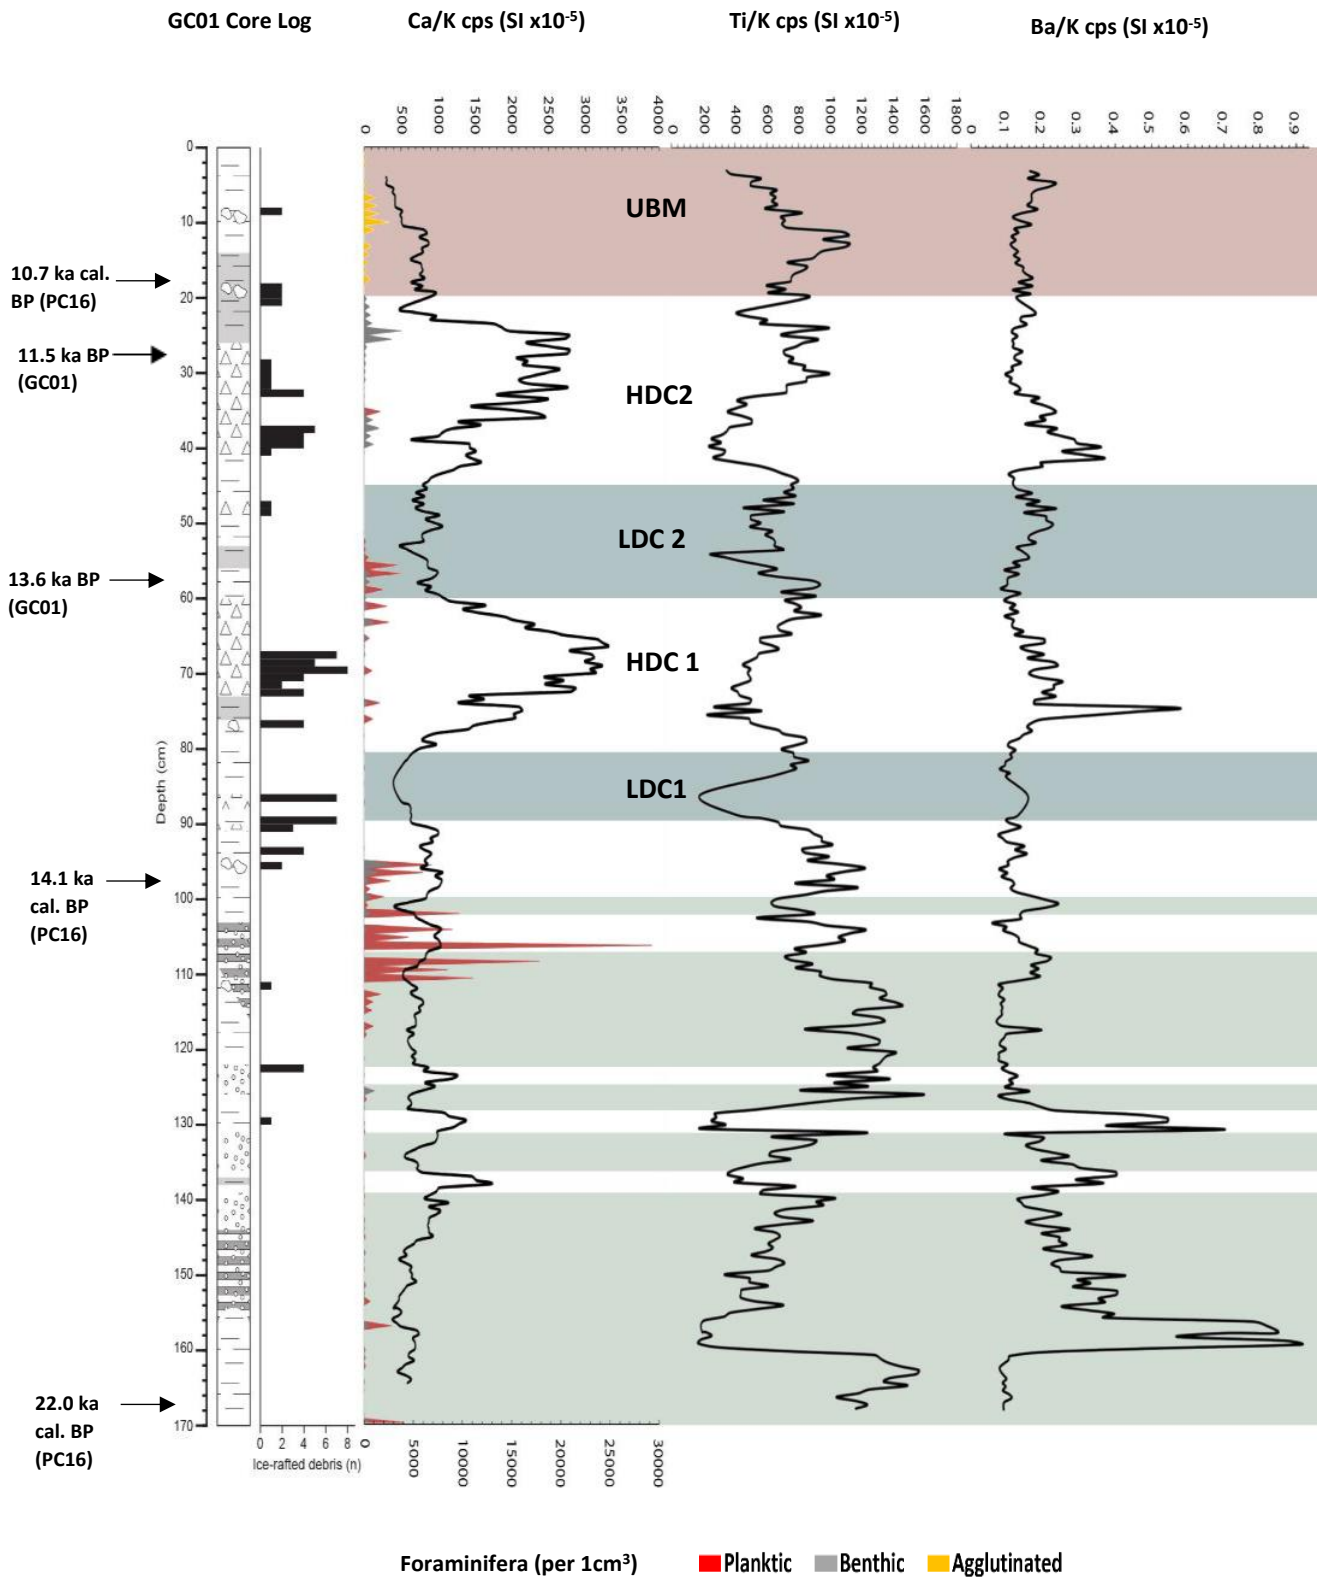 GC01 Core Log
Ca/K cps (SI x10⁻⁵)
Ti/K cps (SI x10⁻⁵)
Ba/K cps (SI x10⁻⁵)
0 500 1000 1500 2000 2500 3000 3500 4000
0 200 400 600 800 1000 1200 1400 1600 1800
0 0.1 0.2 0.3 0.4 0.5 0.6 0.7 0.8 0.9
0
10
20
30
40
50
60
70
80
90
100
110
120
130
140
150
160
170
Depth (cm)
10.7 ka cal.
BP (PC16)
11.5 ka BP
(GC01)
13.6 ka BP
(GC01)
14.1 ka
cal. BP
(PC16)
22.0 ka
cal. BP
(PC16)
UBM
HDC2
LDC 2
HDC 1
LDC1
0 2 4 6 8
Ice-rafted debris (n)
0 5000 10000 15000 20000 25000 30000
Foraminifera (per 1cm³)
Planktic
Benthic
Agglutinated